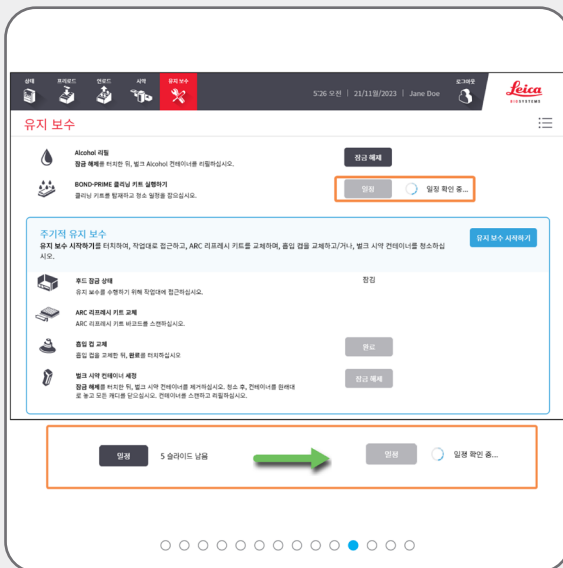 상태 프리로드 언로드 시약 유지 보수
5:26 오전 | 21/11월/2023 | Jane Doe
로그아웃
Leica
BIOSYSTEMS
유지 보수
Alcohol 리필
잠금 해제를 터치한 뒤, 벌크 Alcohol 컨테이너를 리필하십시오.
잠금 해제
BOND-PRIME 클리닝 키트 실행하기
클리닝 키트를 탑재하고 청소 일정을 잡으십시오.
일정 일정 확인 중...
주기적 유지 보수
유지 보수 시작하기를 터치하여, 작업대로 접근하고, ARC 리프레시 키트를 교체하며, 흡입 컵을 교체하고/거나, 벌크 시약 컨테이너를 청소하십
시오.
유지 보수 시작하기
후드 잠금 상태
유지 보수를 수행하기 위해 작업대에 접근하십시오.
잠김
ARC 리프레시 키트 교체
ARC 리프레시 키트 바코드를 스캔하십시오.
흡입 컵 교체
흡입 컵을 교체한 뒤, 완료를 터치하십시오
완료
벌크 시약 컨테이너 세정
잠금 해제를 터치한 뒤, 벌크 시약 컨테이너를 제거하십시오. 청소 후, 컨테이너를 원래대
로 놓고 모든 캐디를 닫으십시오. 컨테이너를 스캔하고 리필하십시오.
잠금 해제
일정 5 슬라이드 남음 일정 일정 확인 중...